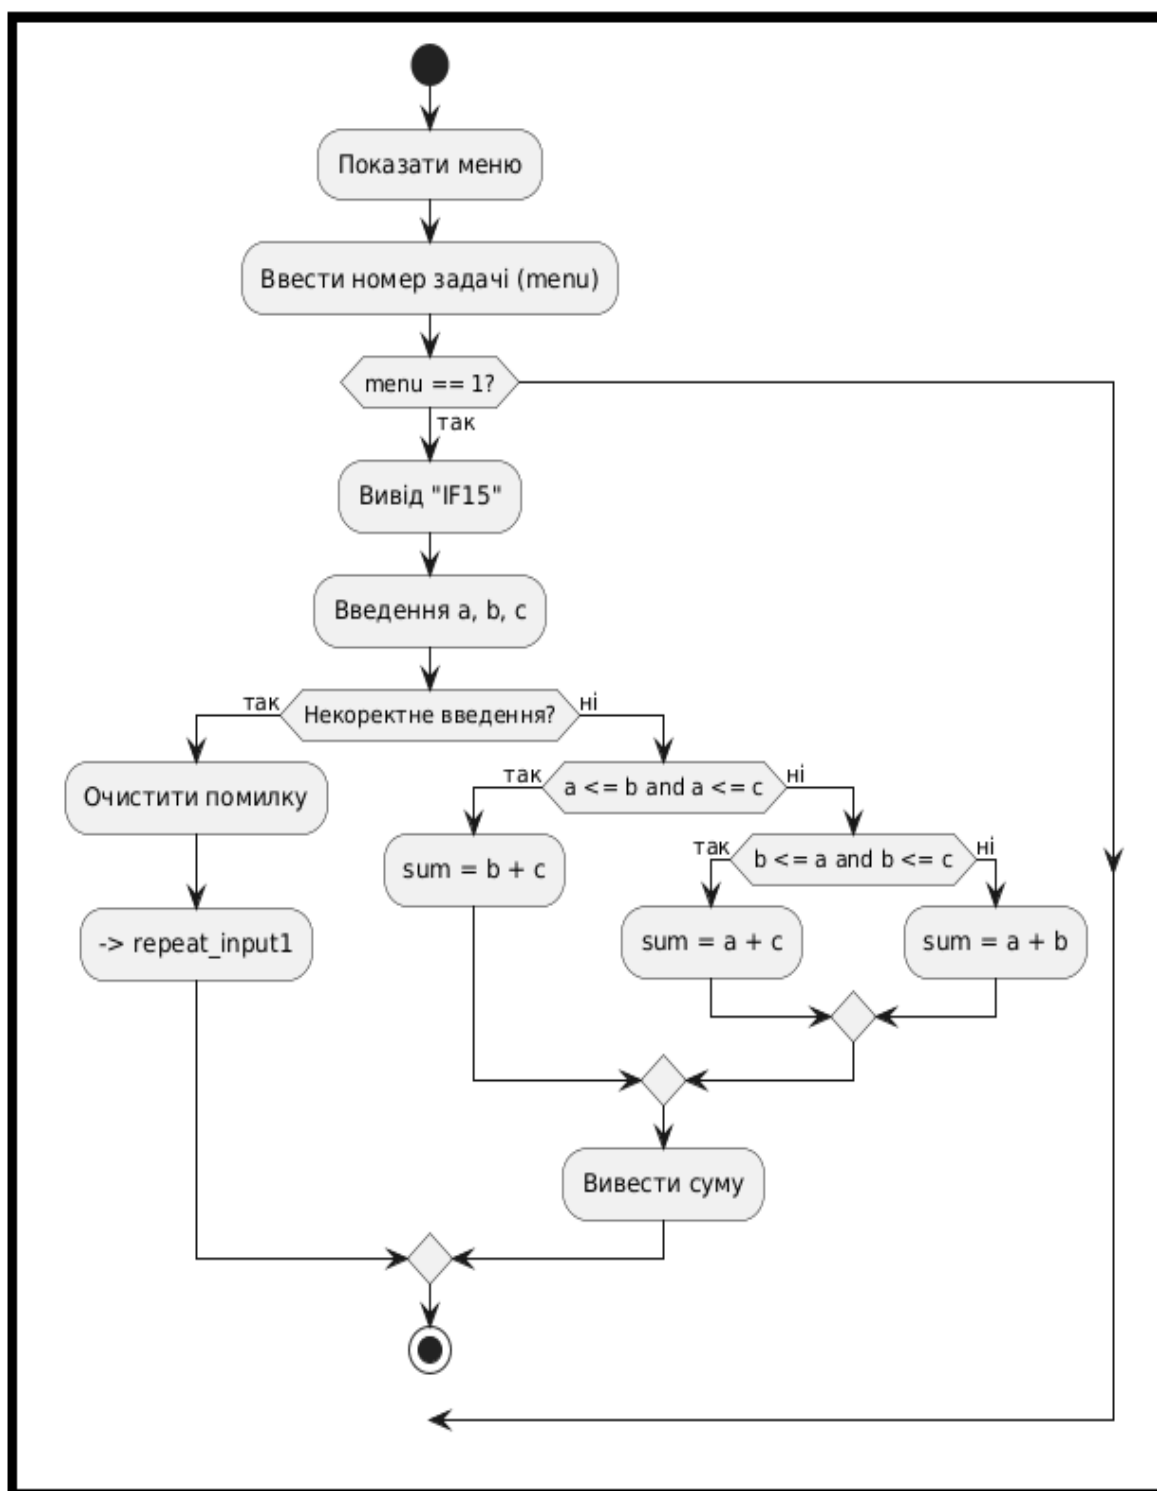 Показати меню
Ввести номер задачі (menu)
menu == 1?
так
Вивід "IF15"
Введення a, b, c
так
Некоректне введення?
ні
Очистити помилку
-> repeat_input1
так
a <= b and a <= c
ні
sum = b + c
так
b <= a and b <= c
ні
sum = a + c
sum = a + b
Вивести суму